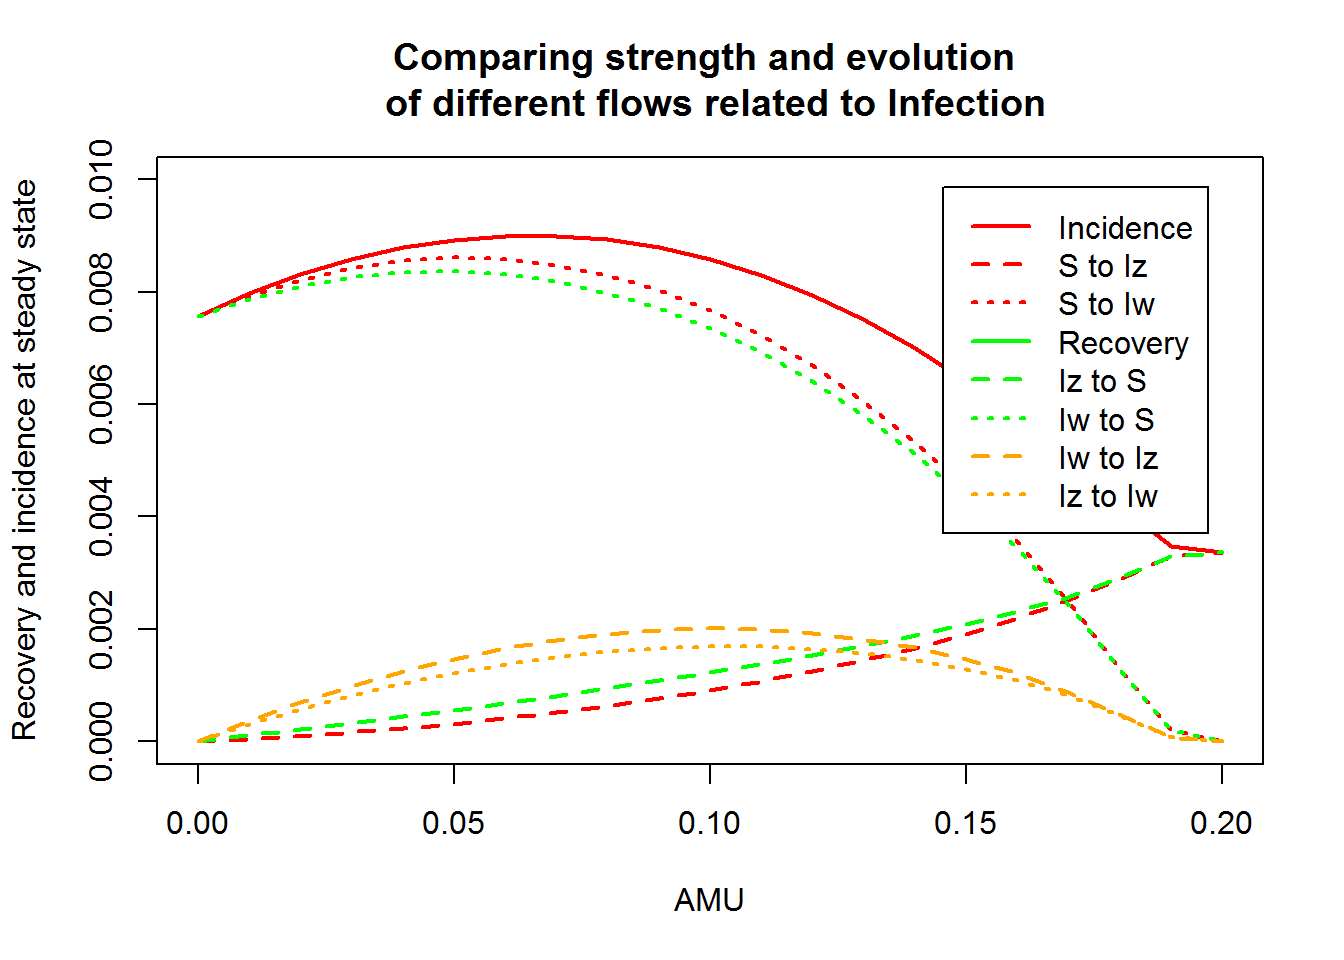 Comparing strength and evolution
of different flows related to Infection
Recovery and incidence at steady state
0.010
0.008
0.006
0.004
0.002
0.000
Incidence
S to Iz
S to Iw
Recovery
Iz to S
Iw to S
Iw to Iz
Iz to Iw
0.00 0.05 0.10 0.15 0.20
AMU